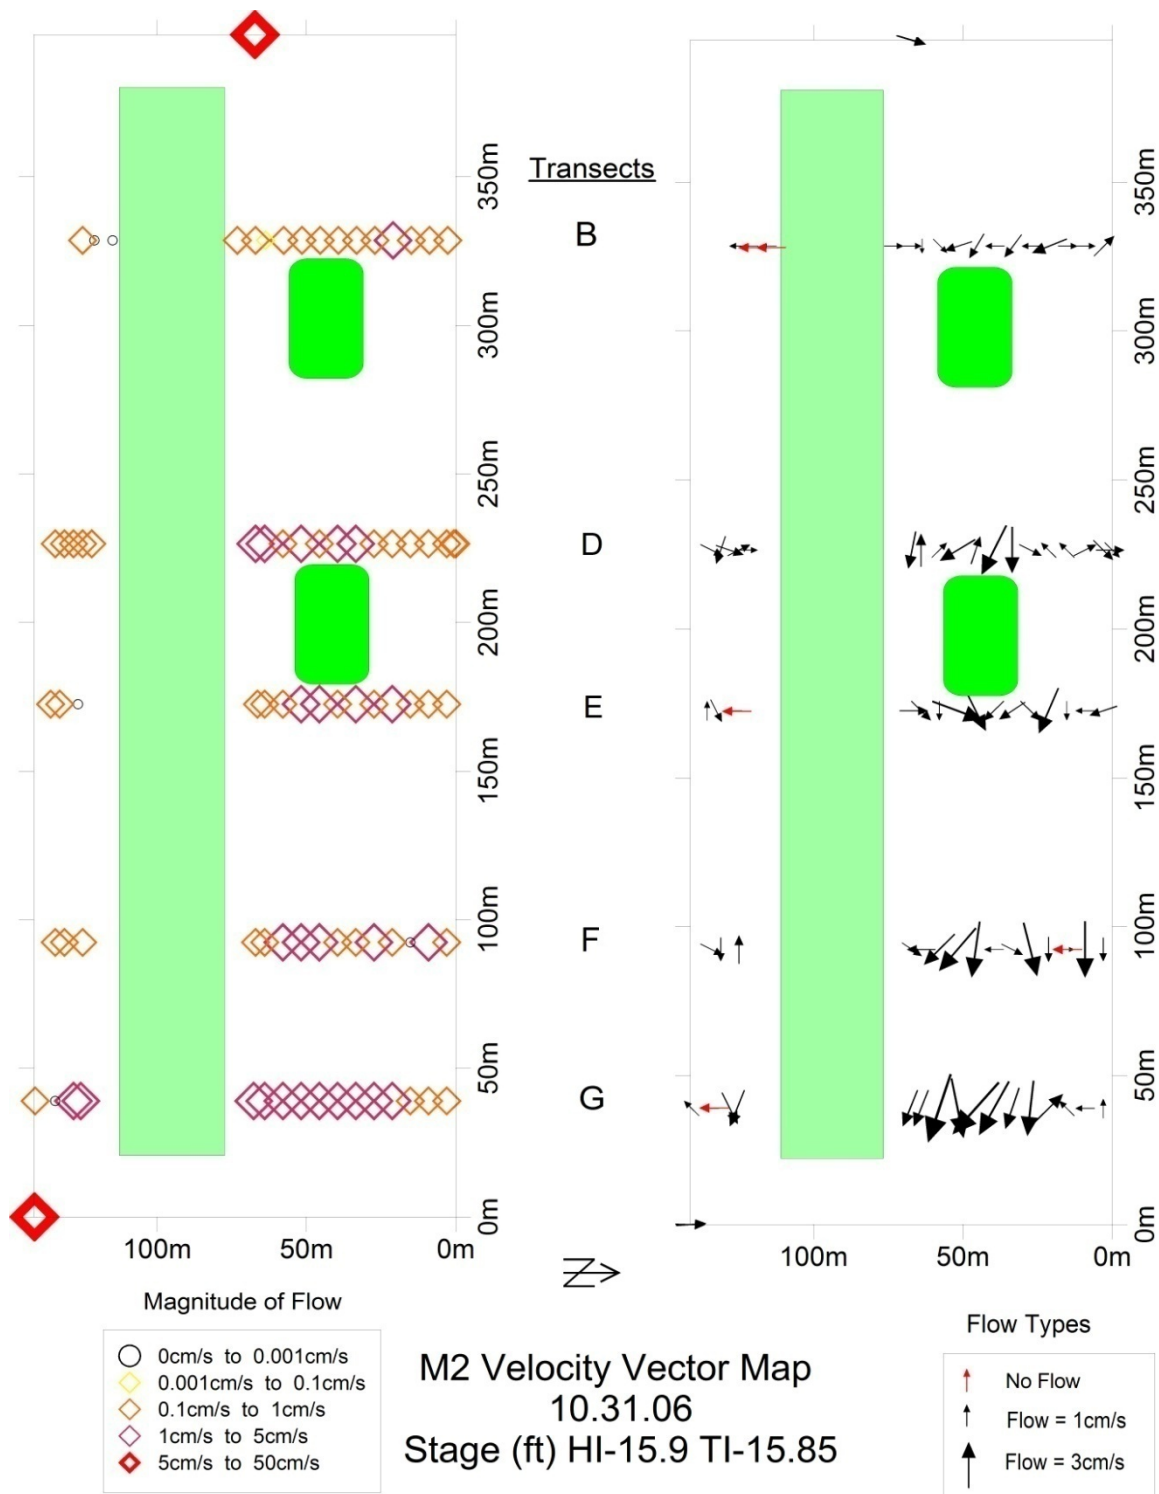 Transects
350m
B
300m
250m
D
200m
E
150m
100m
F
50m
G
0m
100m 50m 0m
350m
300m
250m
200m
150m
100m
50m
0m
100m 50m 0m
Z
Magnitude of Flow
0cm/s to 0.001cm/s
0.001cm/s to 0.1cm/s
0.1cm/s to 1cm/s
1cm/s to 5cm/s
5cm/s to 50cm/s
M2 Velocity Vector Map
10.31.06
Stage (ft) HI-15.9 TI-15.85
Flow Types
No Flow
Flow = 1cm/s
Flow = 3cm/s